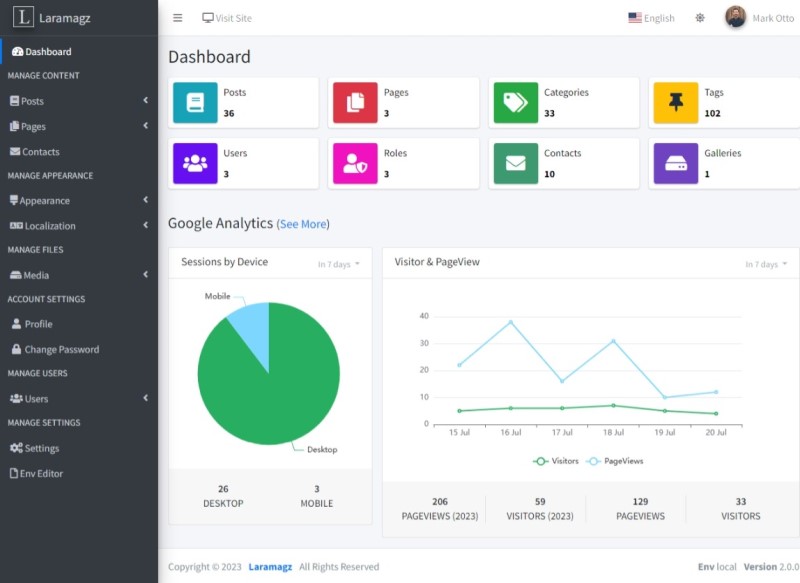 L Laramagz
Visit Site
English
Mark Otto
Dashboard
MANAGE CONTENT
Posts
Pages
Contacts
MANAGE APPEARANCE
Appearance
Localization
MANAGE FILES
Media
ACCOUNT SETTINGS
Profile
Change Password
MANAGE USERS
Users
MANAGE SETTINGS
Settings
Env Editor
Dashboard
Posts
36
Pages
3
Categories
33
Tags
102
Users
3
Roles
3
Contacts
10
Galleries
1
Google Analytics (See More)
Sessions by Device
In 7 days
Mobile
Desktop
26
DESKTOP
3
MOBILE
Visitor & PageView
In 7 days
40
30
20
10
0
15 Jul 16 Jul 17 Jul 18 Jul 19 Jul 20 Jul
Visitors PageViews
206
PAGEVIEWS (2023)
59
VISITORS (2023)
129
PAGEVIEWS
33
VISITORS
Copyright © 2023 Laramagz All Rights Reserved
Env local Version 2.0.0